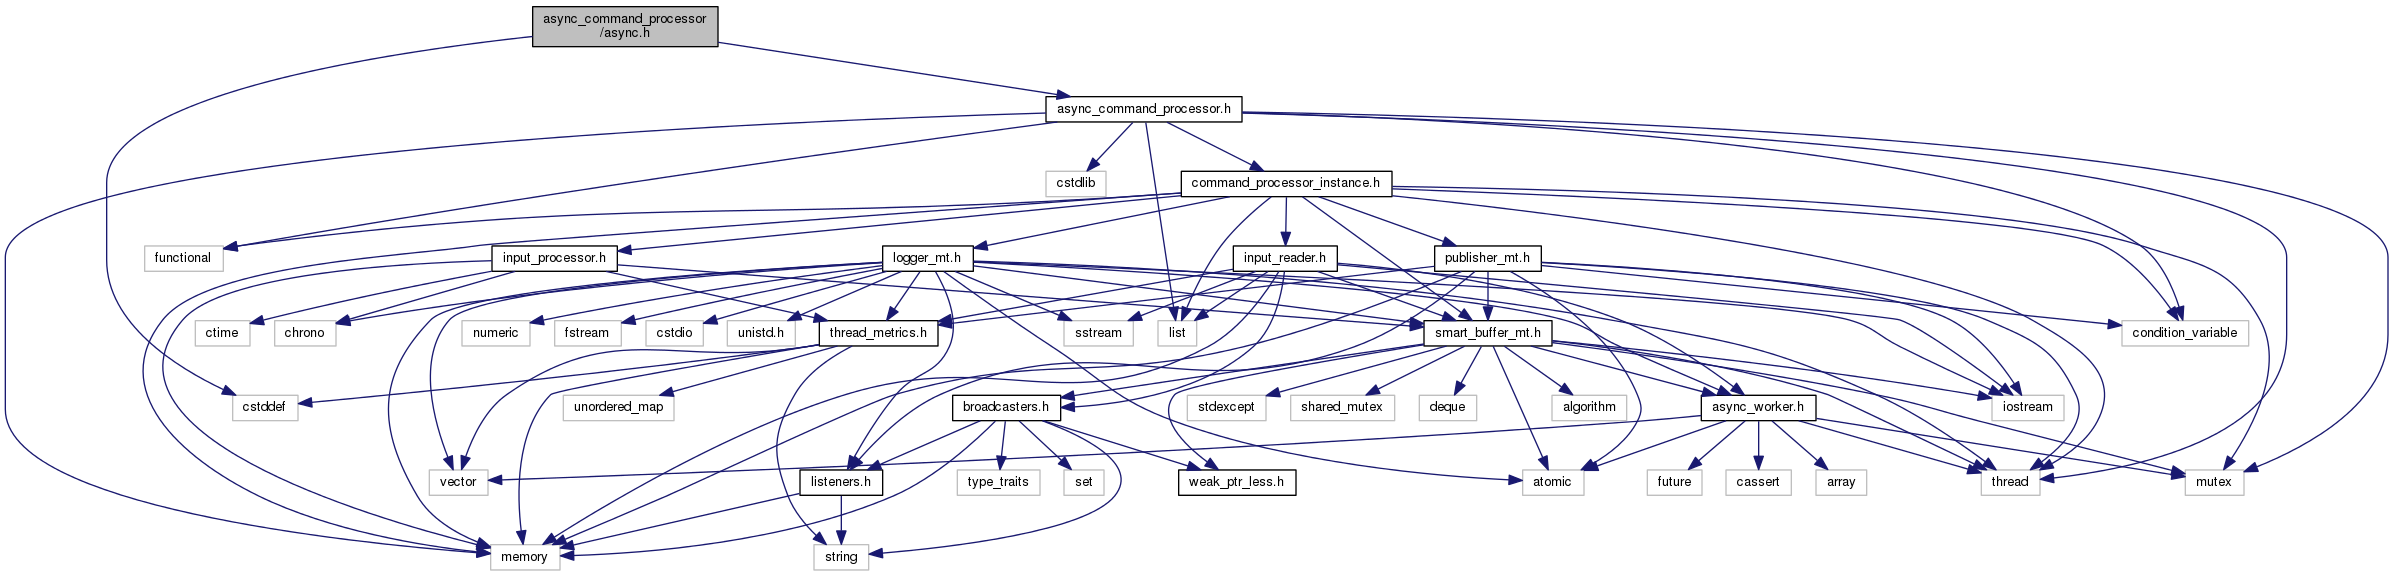 async_command_processor
/async.h
async_command_processor.h
cstdlib
command_processor_instance.h
functional
input_processor.h
logger_mt.h
input_reader.h
publisher_mt.h
ctime
chrono
numeric
fstream
cstdio
unistd.h
thread_metrics.h
sstream
list
smart_buffer_mt.h
condition_variable
cstddef
unordered_map
broadcasters.h
stdexcept
shared_mutex
deque
algorithm
async_worker.h
iostream
vector
listeners.h
type_traits
set
weak_ptr_less.h
atomic
future
cassert
array
thread
mutex
memory
string